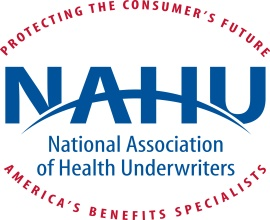 PROTECTING THE CONSUMER'S FUTURE
NAHU
National Association
of Health Underwriters
AMERICA'S BENEFITS SPECIALISTS